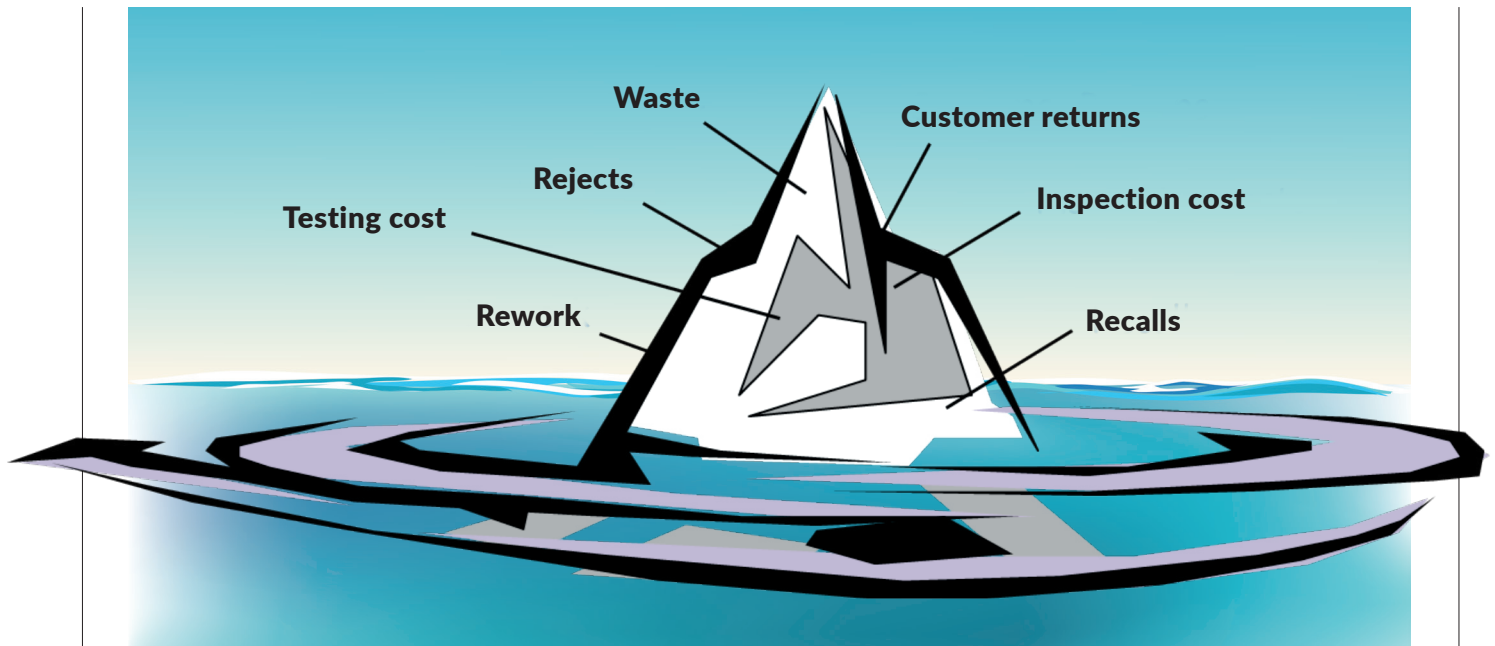 Waste
Customer returns
Rejects
Inspection cost
Testing cost
Rework
Recalls